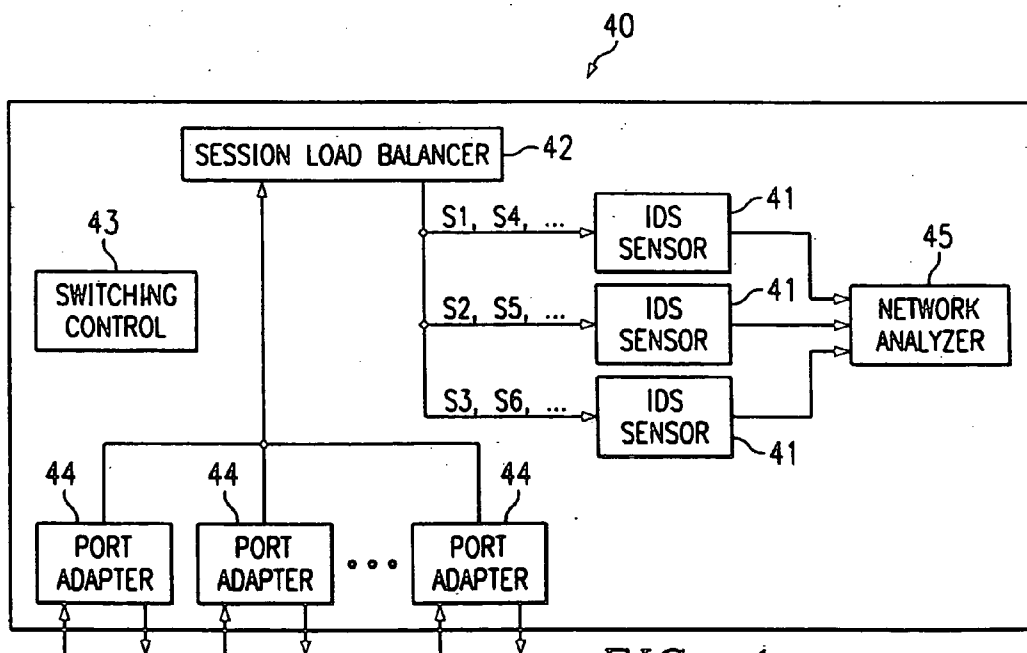 40
SESSION LOAD BALANCER
42
S1, S4, ...
IDS
SENSOR
41
43
SWITCHING
CONTROL
S2, S5, ...
IDS
SENSOR
41
45
NETWORK
ANALYZER
S3, S6, ...
IDS
SENSOR
41
44
PORT
ADAPTER
44
PORT
ADAPTER
44
PORT
ADAPTER